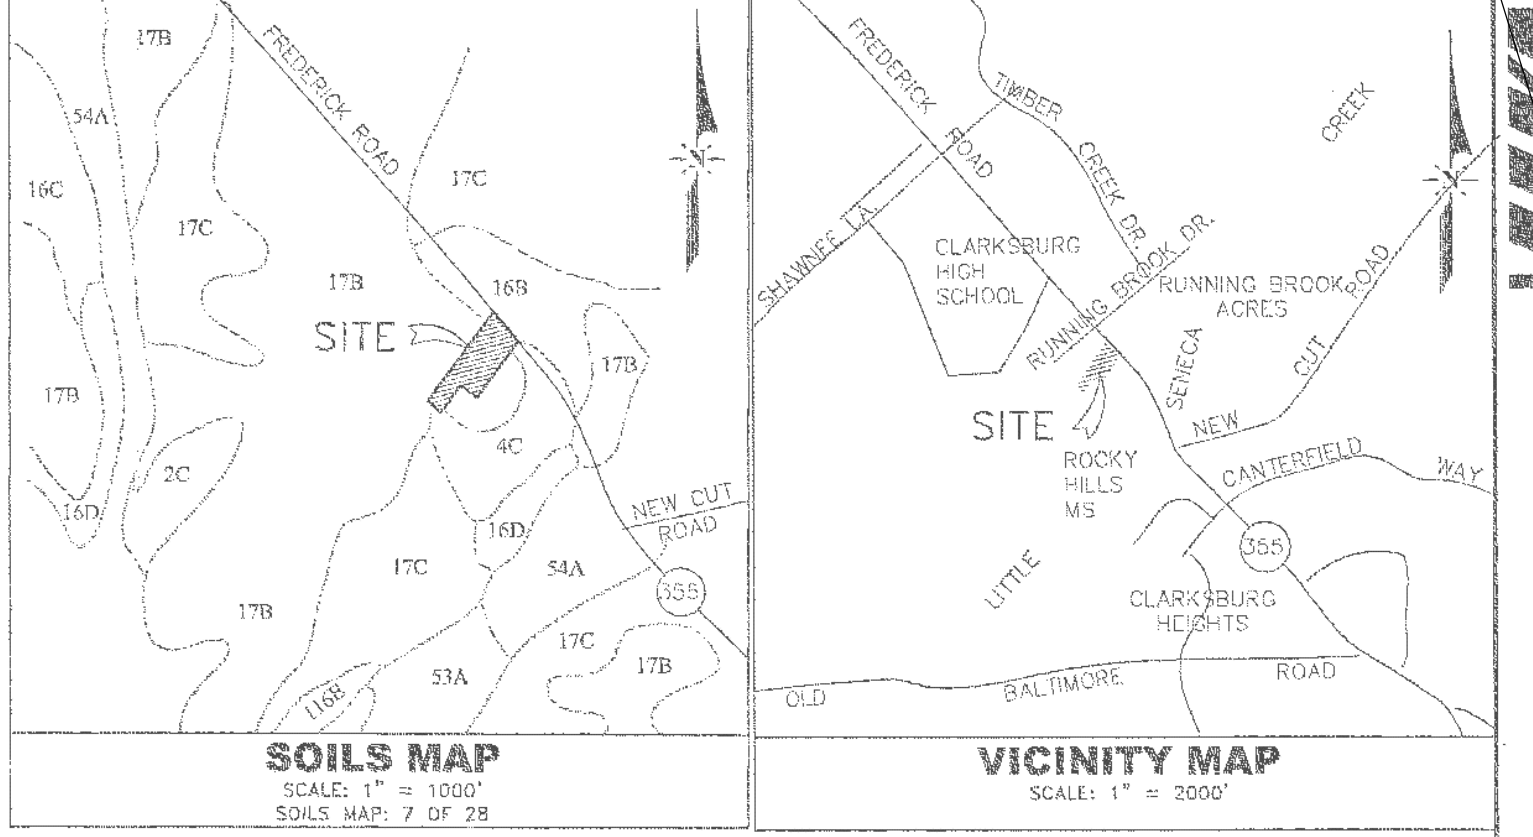 17B
FREDERICK ROAD
54A
16C
17C
N
17C
17B
16B
SITE
17B
17B
4C
2C
16D
16D
NEW CUT
ROAD
17C
54A
355
17B
17C
17B
53A
116B
SOILS MAP
SCALE: 1" = 1000'
SOILS MAP: 7 OF 28
FREDERICK ROAD
TIMBER CREEK DR.
CREEK
N
SHAWNEE LA.
CLARKSBURG
HIGH
SCHOOL
RUNNING BROOK DR.
RUNNING BROOK
ACRES
NEW CUT ROAD
SENECA
SITE
ROCKY
HILLS
MS
CANTERFIELD WAY
355
LITTLE
CLARKSBURG
HEIGHTS
OLD BALTIMORE ROAD
VICINITY MAP
SCALE: 1" = 2000'